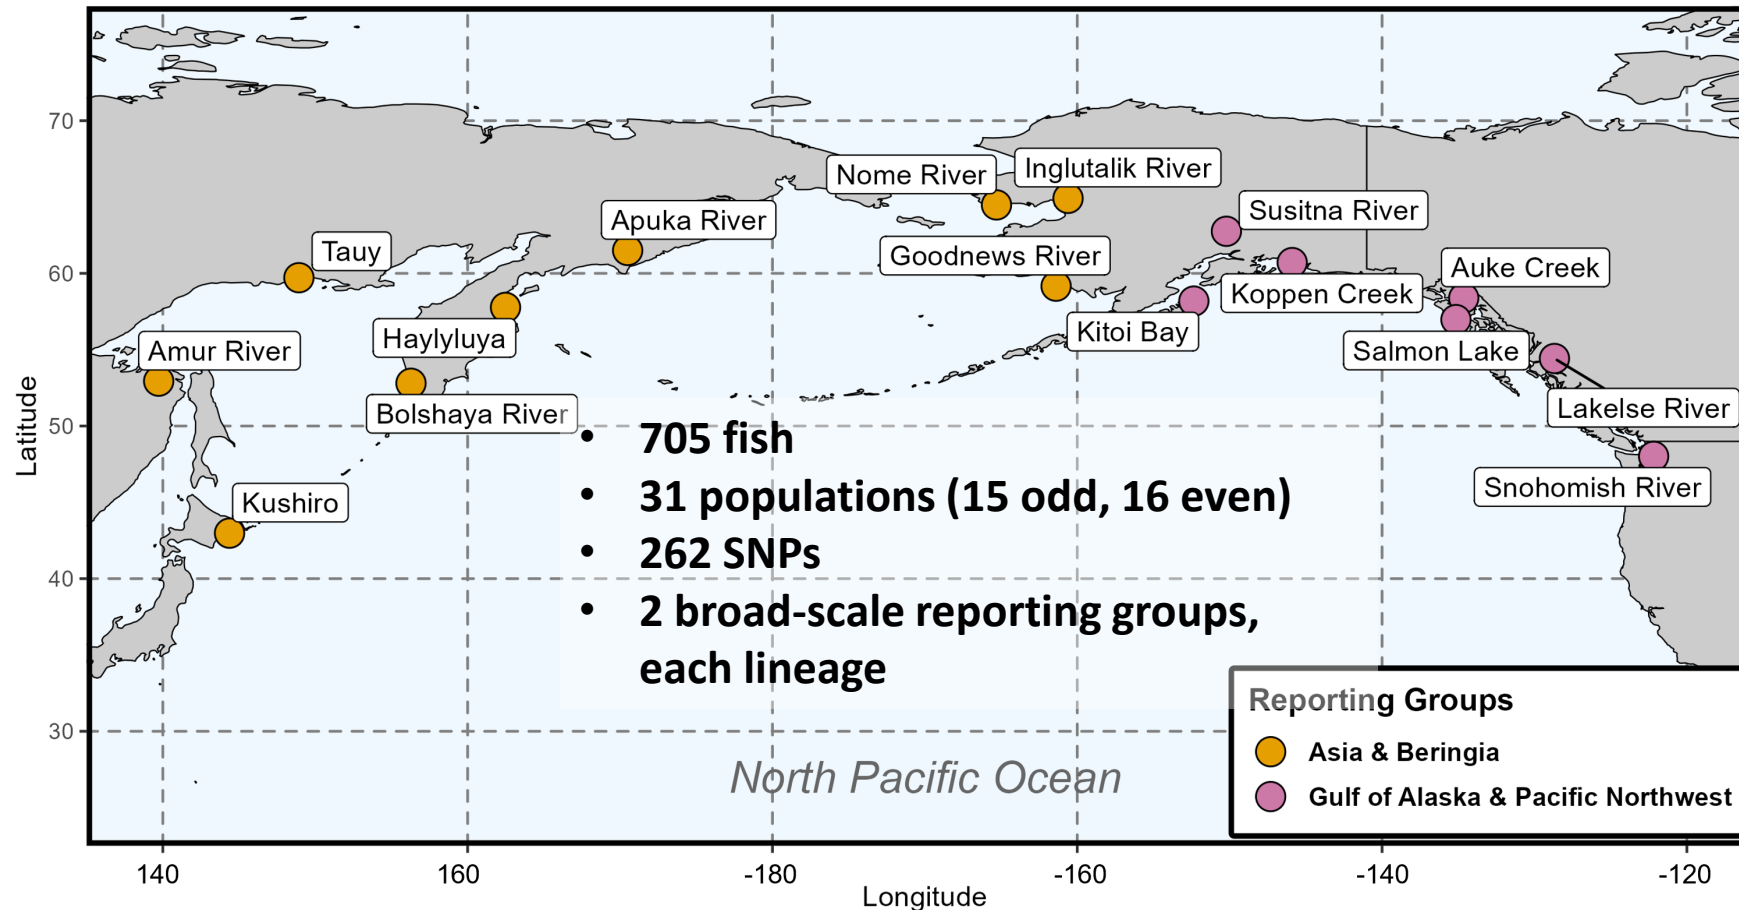 70
60
50
40
30
Latitude
Nome River
Inglutalik River
Susitna River
Apuka River
Tauy
Goodnews River
Auke Creek
Koppen Creek
Kitoi Bay
Haylyluya
Amur River
Salmon Lake
Bolshaya River
Lakelse River
Kushiro
Snohomish River
• 705 fish
• 31 populations (15 odd, 16 even)
• 262 SNPs
• 2 broad-scale reporting groups,
each lineage
North Pacific Ocean
Reporting Groups
Asia & Beringia
Gulf of Alaska & Pacific Northwest
140 160 -180 -160 -140 -120
Longitude